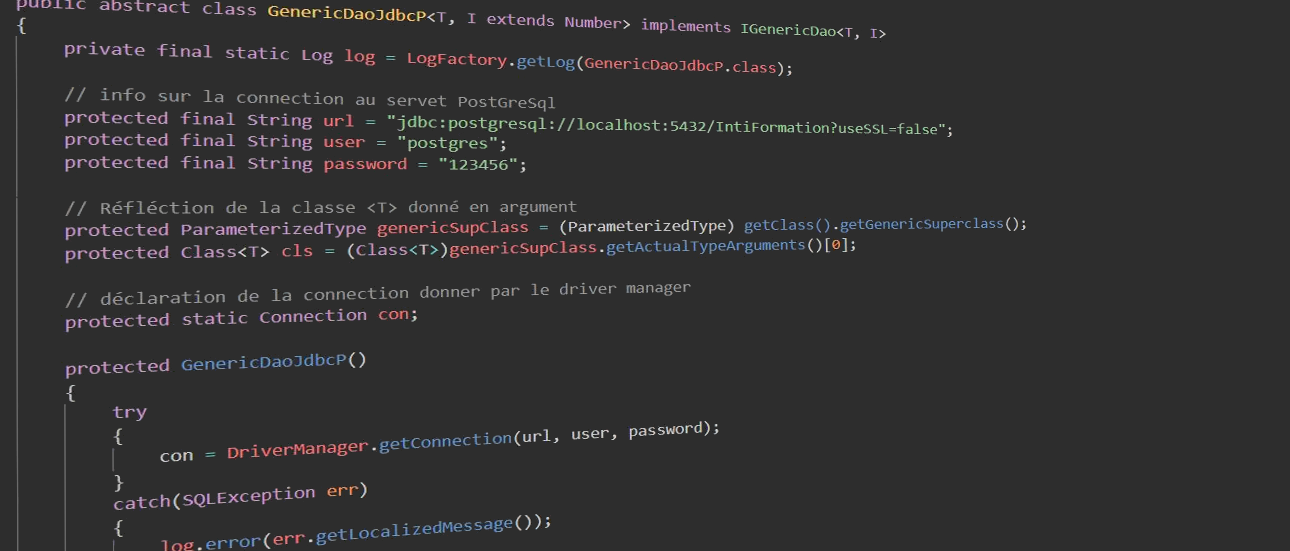 public abstract class GenericDaoJdbcP<T, I extends Number> implements IGenericDao<T, I>
{
private final static Log log = LogFactory.getLog(GenericDaoJdbcP.class);
// info sur la connection au servet PostGreSql
protected final String url = "jdbc:postgresql://localhost:5432/IntiFormation?useSSL=false";
protected final String user = "postgres";
protected final String password = "123456";
// Réfléction de la classe <T> donné en argument
protected ParameterizedType genericSupClass = (ParameterizedType) getClass().getGenericSuperclass();
protected Class<T> cls = (Class<T>)genericSupClass.getActualTypeArguments()[0];
// déclaration de la connection donner par le driver manager
protected static Connection con;
protected GenericDaoJdbcP()
{
try
{
con = DriverManager.getConnection(url, user, password);
}
catch(SQLException err)
{
log.error(err.getLocalizedMessage());